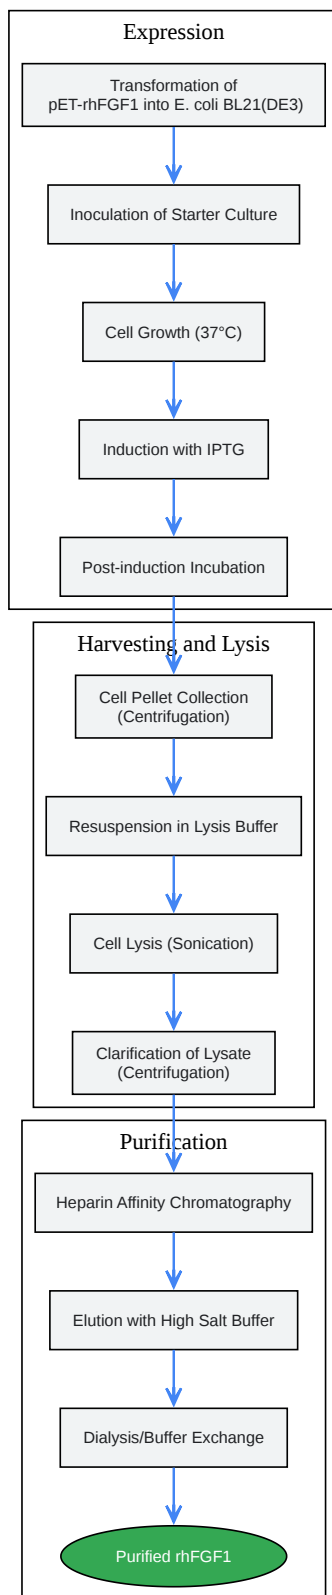 Expression
Transformation of
pET-rhFGF1 into E. coli BL21(DE3)
Inoculation of Starter Culture
Cell Growth (37°C)
Induction with IPTG
Post-induction Incubation
Harvesting and Lysis
Cell Pellet Collection
(Centrifugation)
Resuspension in Lysis Buffer
Cell Lysis (Sonication)
Clarification of Lysate
(Centrifugation)
Purification
Heparin Affinity Chromatography
Elution with High Salt Buffer
Dialysis/Buffer Exchange
Purified rhFGF1